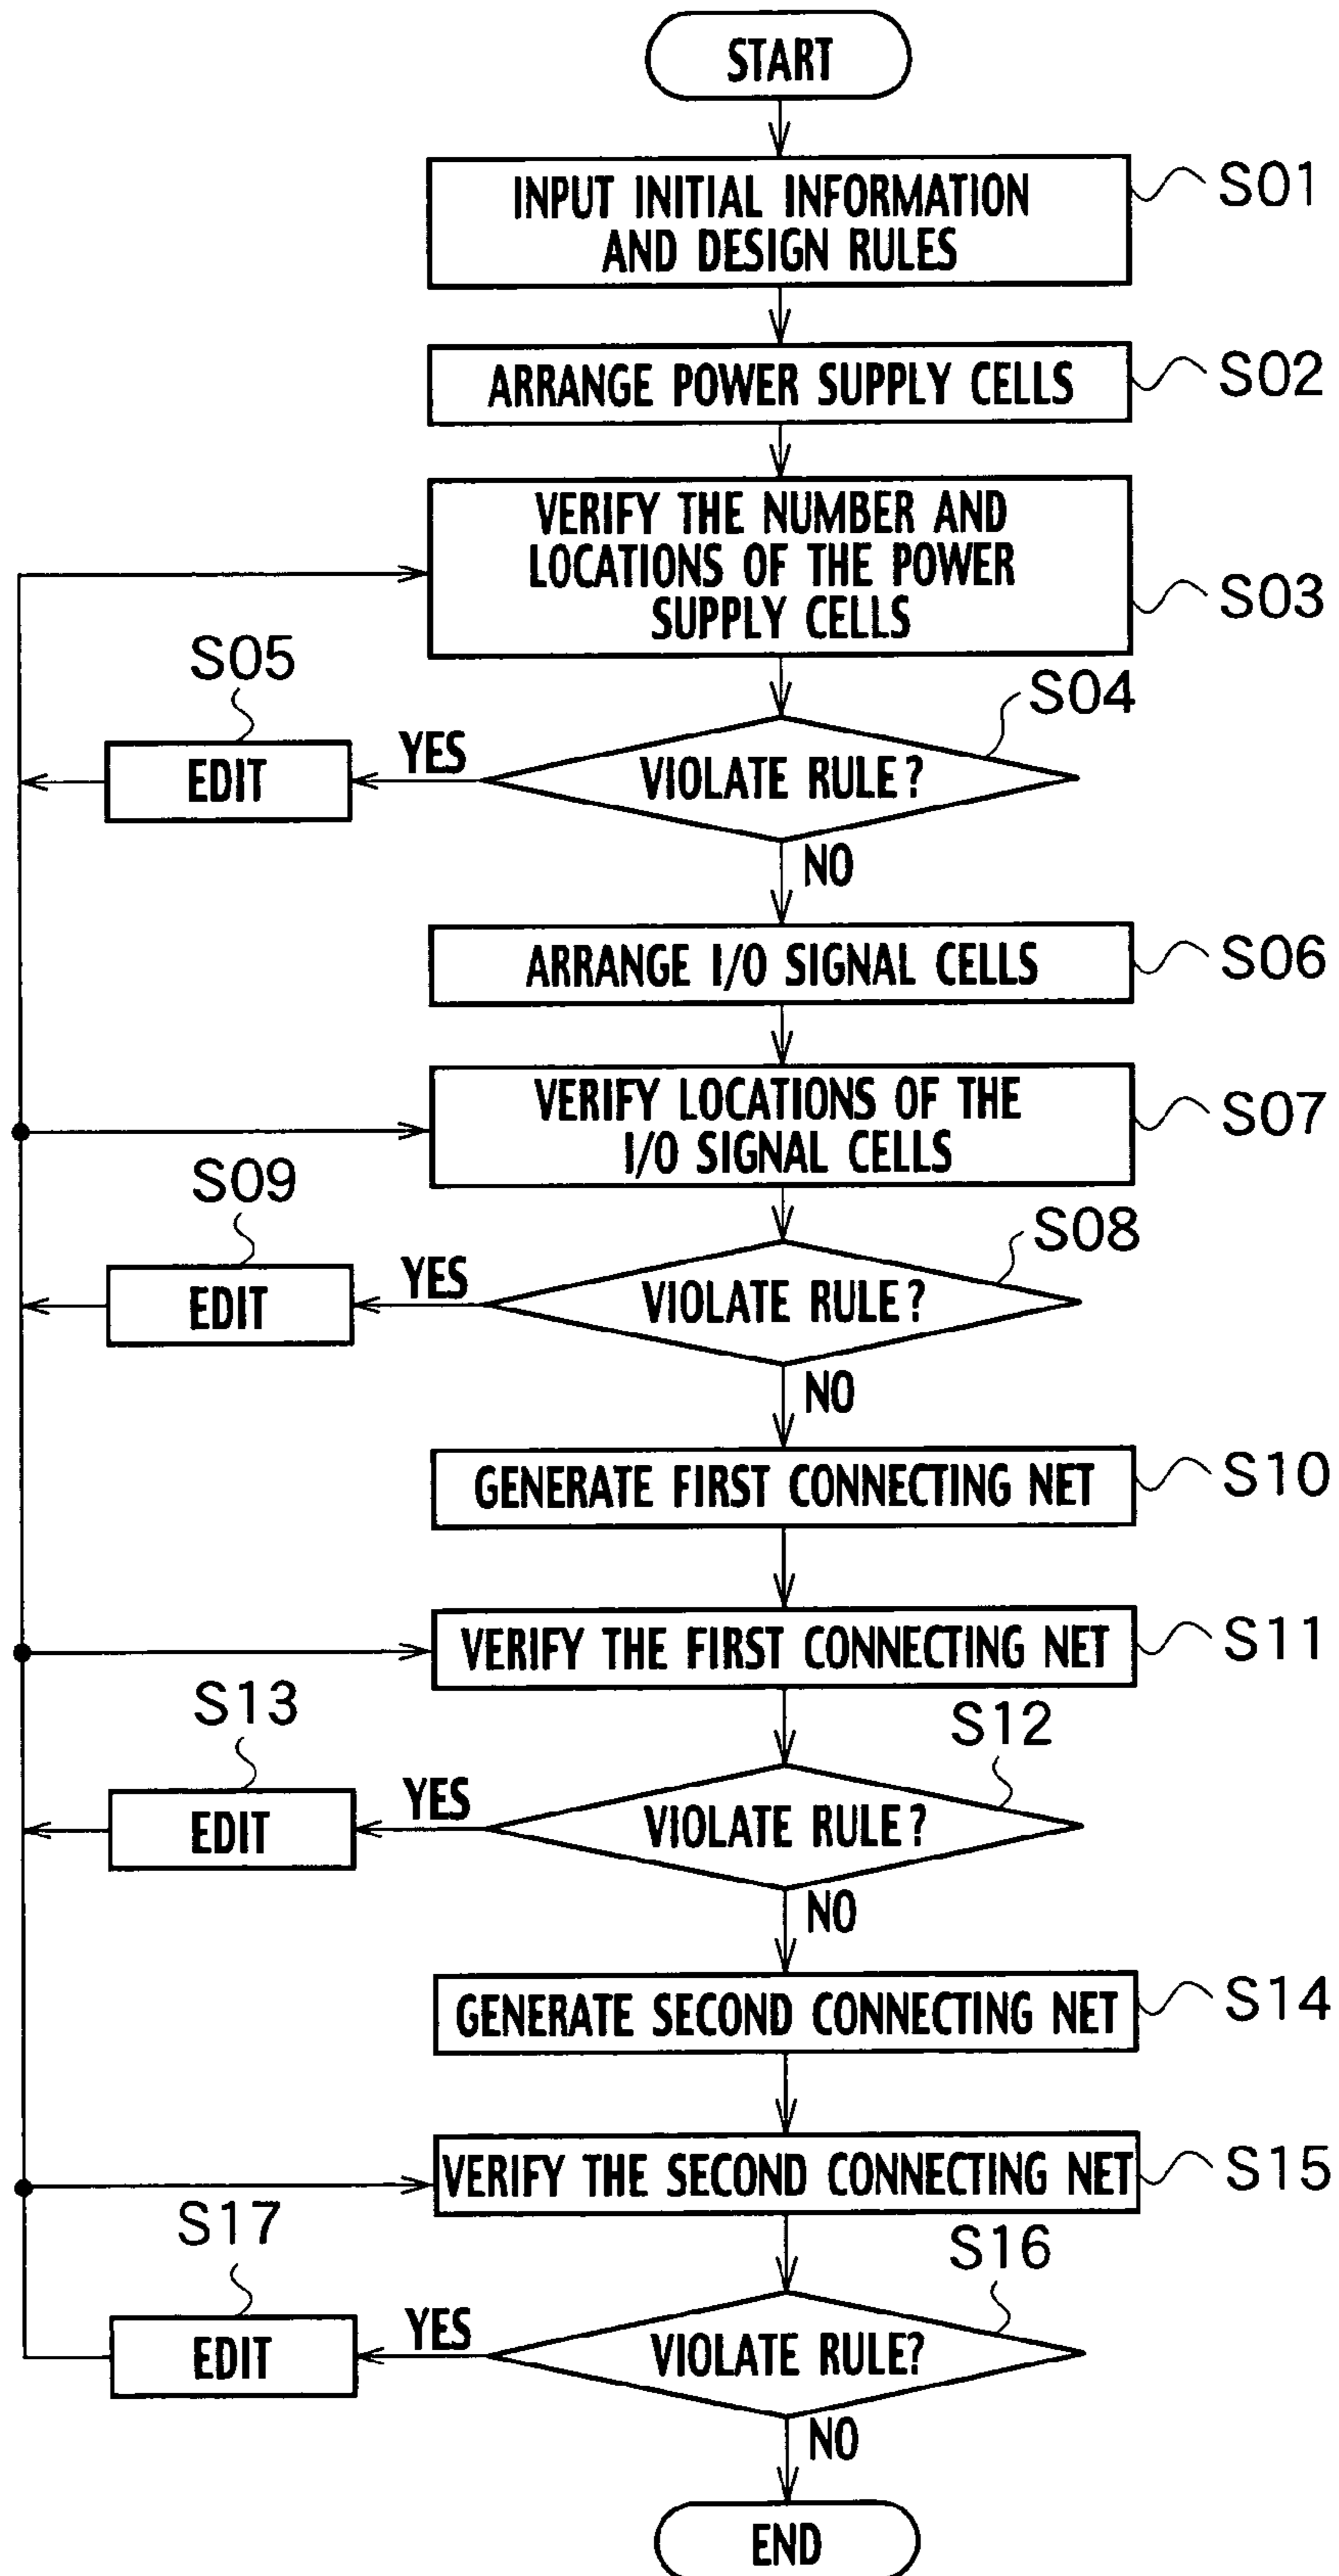 START
INPUT INITIAL INFORMATION
AND DESIGN RULES
S01
ARRANGE POWER SUPPLY CELLS
S02
VERIFY THE NUMBER AND
LOCATIONS OF THE POWER
SUPPLY CELLS
S03
S05
S04
EDIT
YES
VIOLATE RULE?
NO
ARRANGE I/O SIGNAL CELLS
S06
VERIFY LOCATIONS OF THE
I/O SIGNAL CELLS
S07
S09
S08
EDIT
YES
VIOLATE RULE?
NO
GENERATE FIRST CONNECTING NET
S10
VERIFY THE FIRST CONNECTING NET
S11
S13
S12
EDIT
YES
VIOLATE RULE?
NO
GENERATE SECOND CONNECTING NET
S14
VERIFY THE SECOND CONNECTING NET
S15
S17
S16
EDIT
YES
VIOLATE RULE?
NO
END